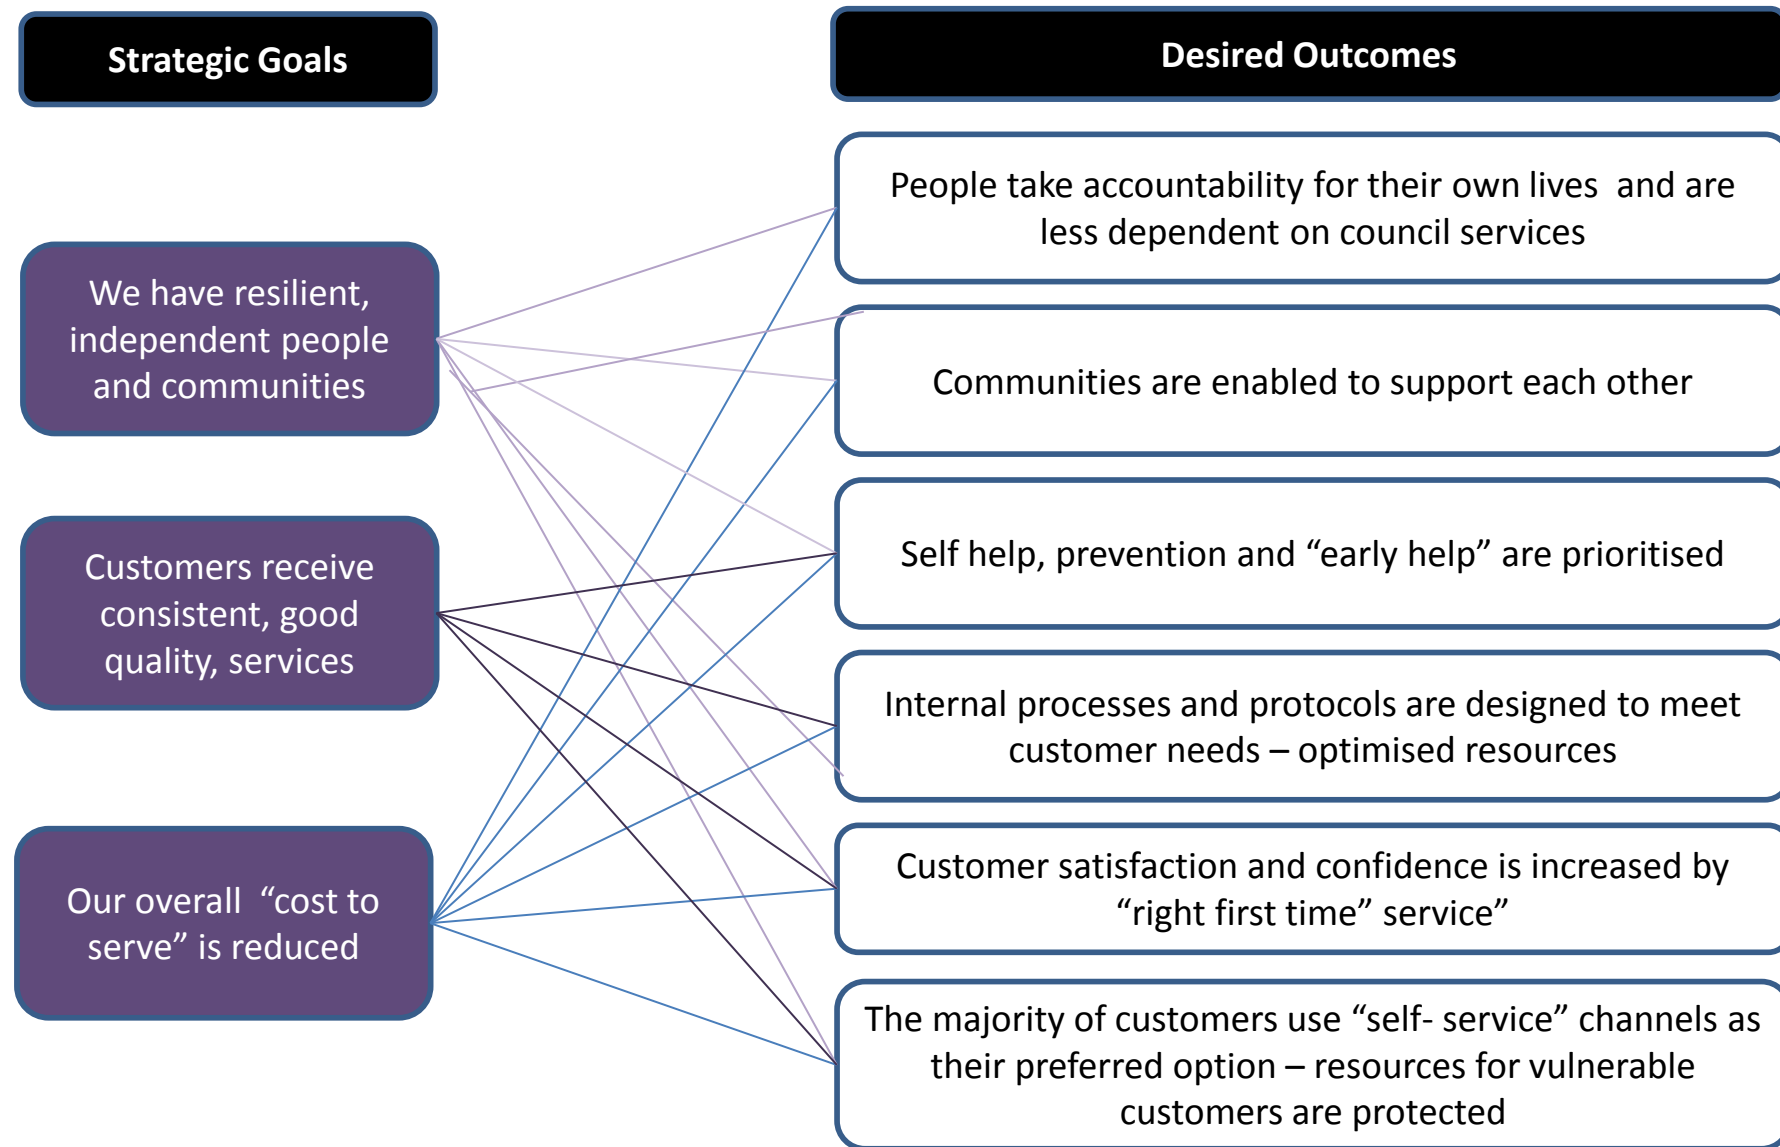 Strategic Goals
Desired Outcomes
We have resilient,
independent people
and communities
Customers receive
consistent, good
quality, services
Our overall “cost to
serve” is reduced
People take accountability for their own lives and are
less dependent on council services
Communities are enabled to support each other
Self help, prevention and “early help” are prioritised
Internal processes and protocols are designed to meet
customer needs – optimised resources
Customer satisfaction and confidence is increased by
“right first time” service”
The majority of customers use “self- service” channels as
their preferred option – resources for vulnerable
customers are protected